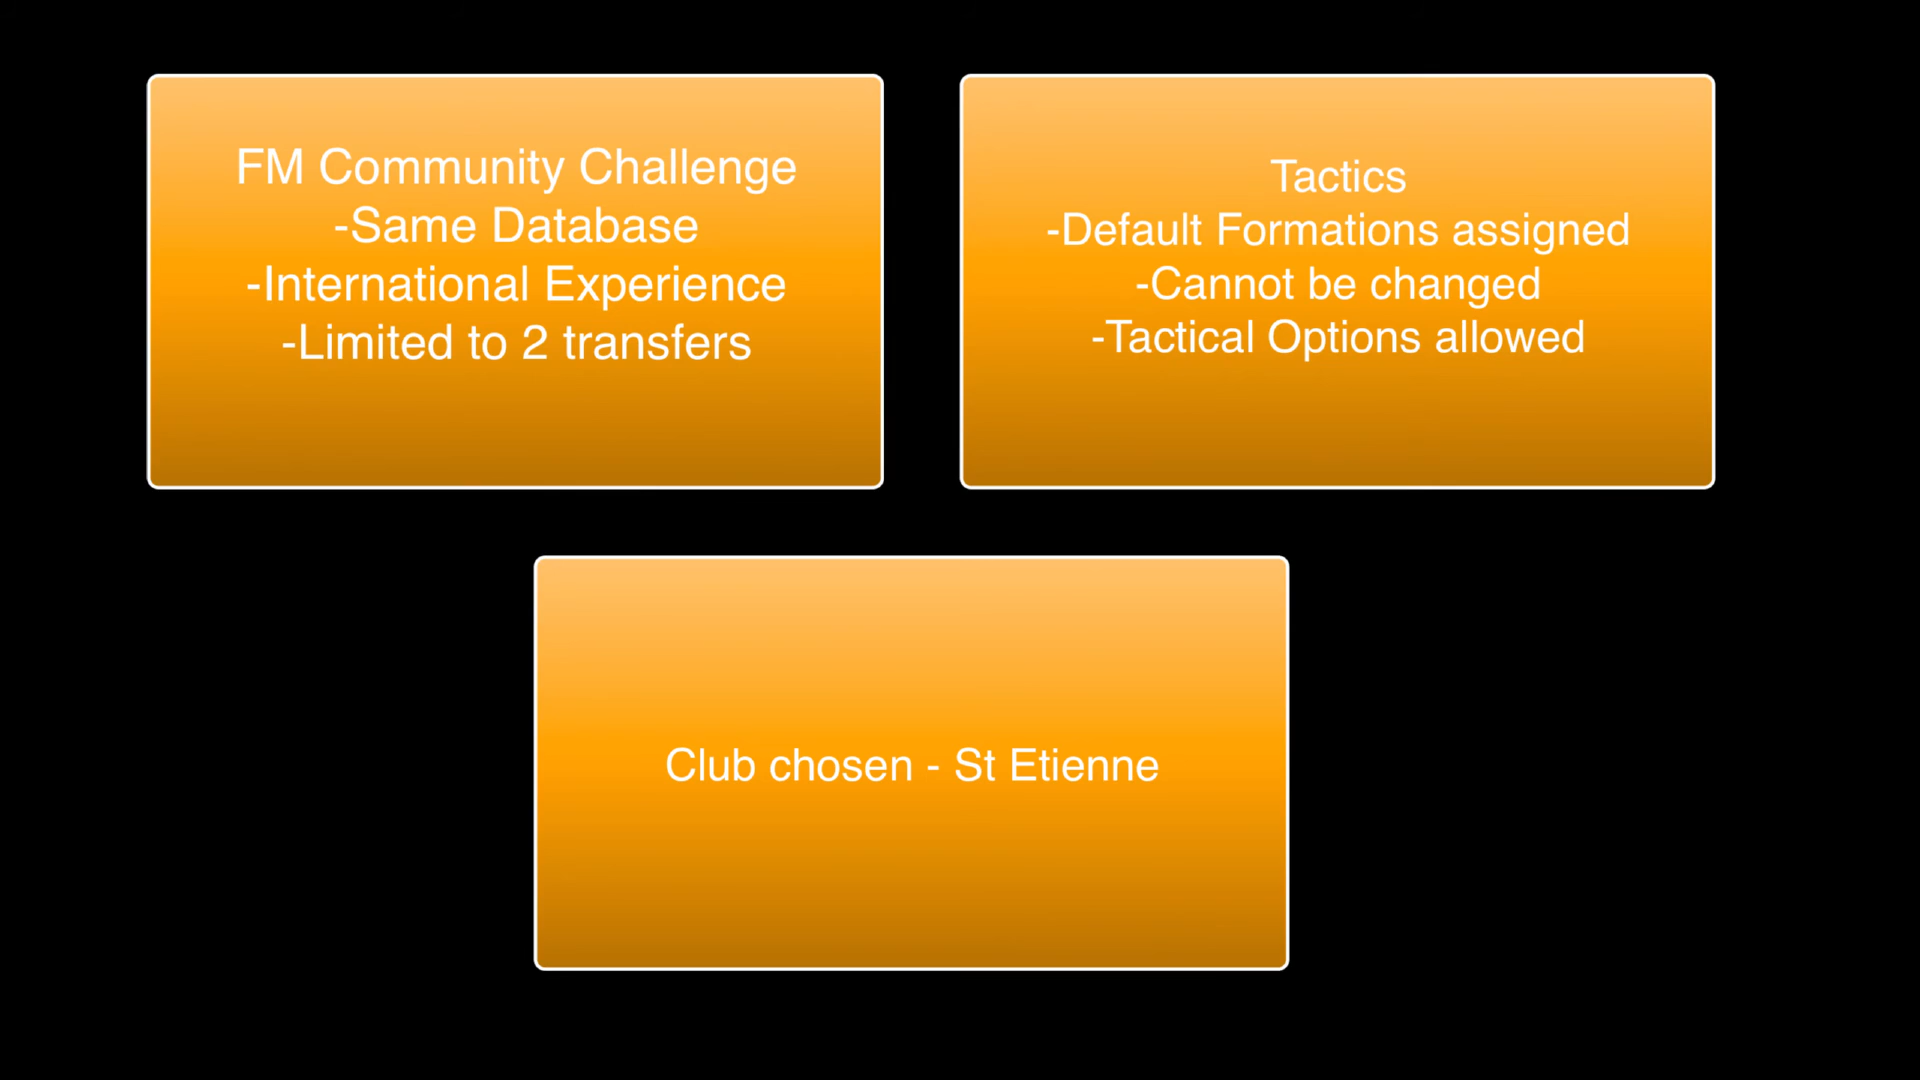 FM Community Challenge
-Same Database
-International Experience
-Limited to 2 transfers
Tactics
-Default Formations assigned
-Cannot be changed
-Tactical Options allowed
Club chosen - St Etienne